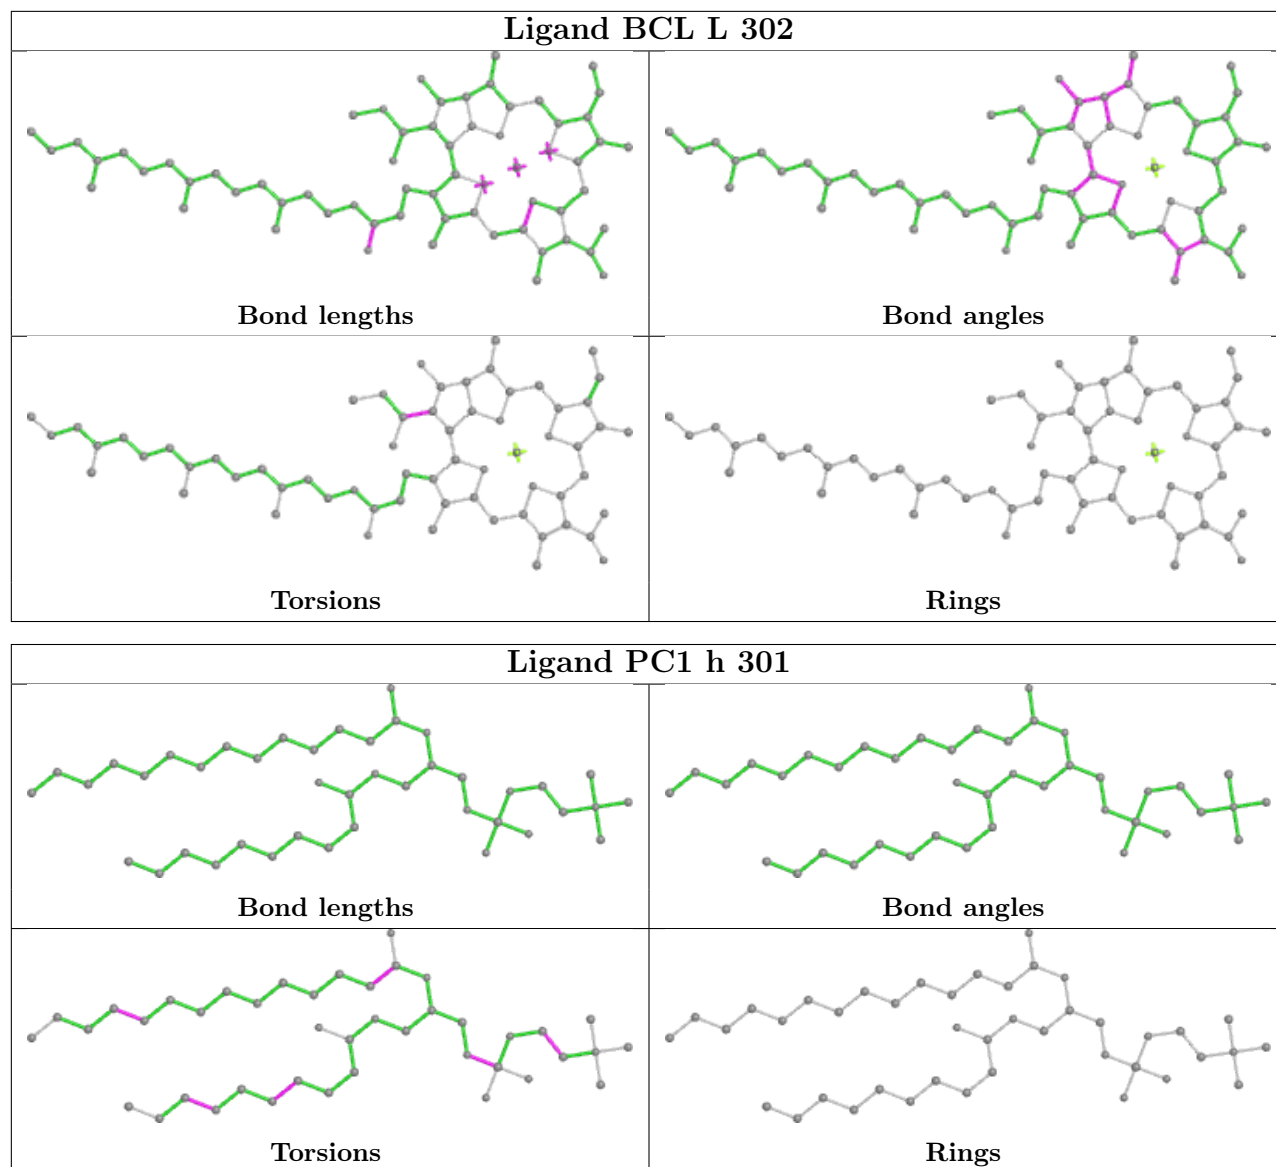 Ligand BCL L 302
Bond lengths
Bond angles
Torsions
Rings
Ligand PC1 h 301
Bond lengths
Bond angles
Torsions
Rings